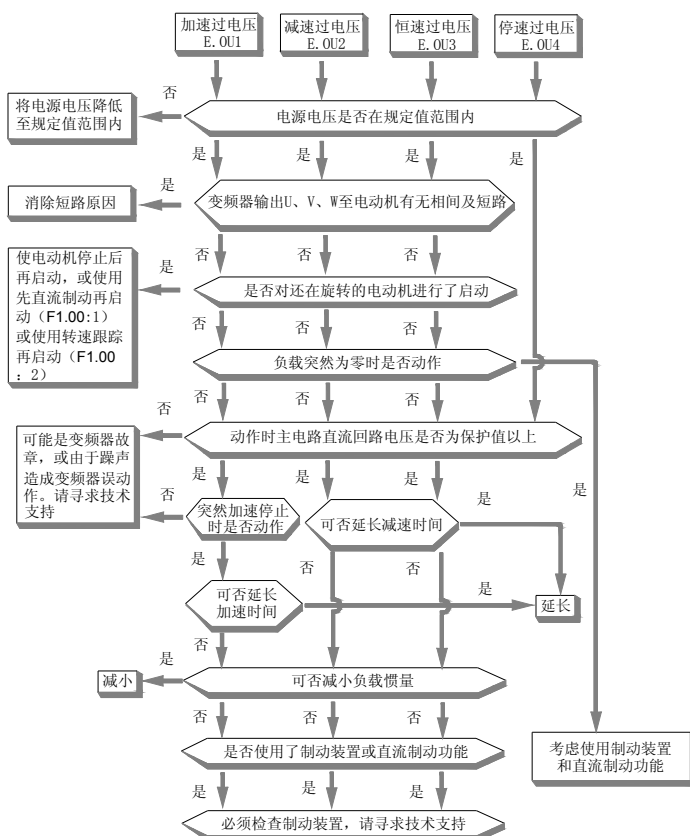 加速过电压
E.0U1
减速过电压
E.0U2
恒速过电压
E.0U3
停速过电压
E.0U4
否
将电源电压降低
至规定值范围内
电源电压是否在规定值范围内
是
是
是
是
是
消除短路原因
变频器输出U、V、W至电动机有无相间及短路
否
否
否
使电动机停止后
再启动，或使用
先直流制动再启
动（F1.00:1）
或使用转速跟踪
再启动（F1.00
：2）
是
是否对还在旋转的电动机进行了启动
否
否
否
负载突然为零时是否动作
否
否
否
否
动作时主电路直流回路电压是否为保护值以上
可能是变频器故
章，或由于躁声
造成变频器误动
作。请寻求技术
支持
是
是
是
是
是
否
突然加速停止
时是否动作
可否延长减速时间
是
是
否
否
可否延长
加速时间
是
延长
否
是
减小
可否减小负载惯量
否
否
否
是否使用了制动装置或直流制动功能
考虑使用制动装置
和直流制动功能
是
是
是
必须检查制动装置，请寻求技术支持